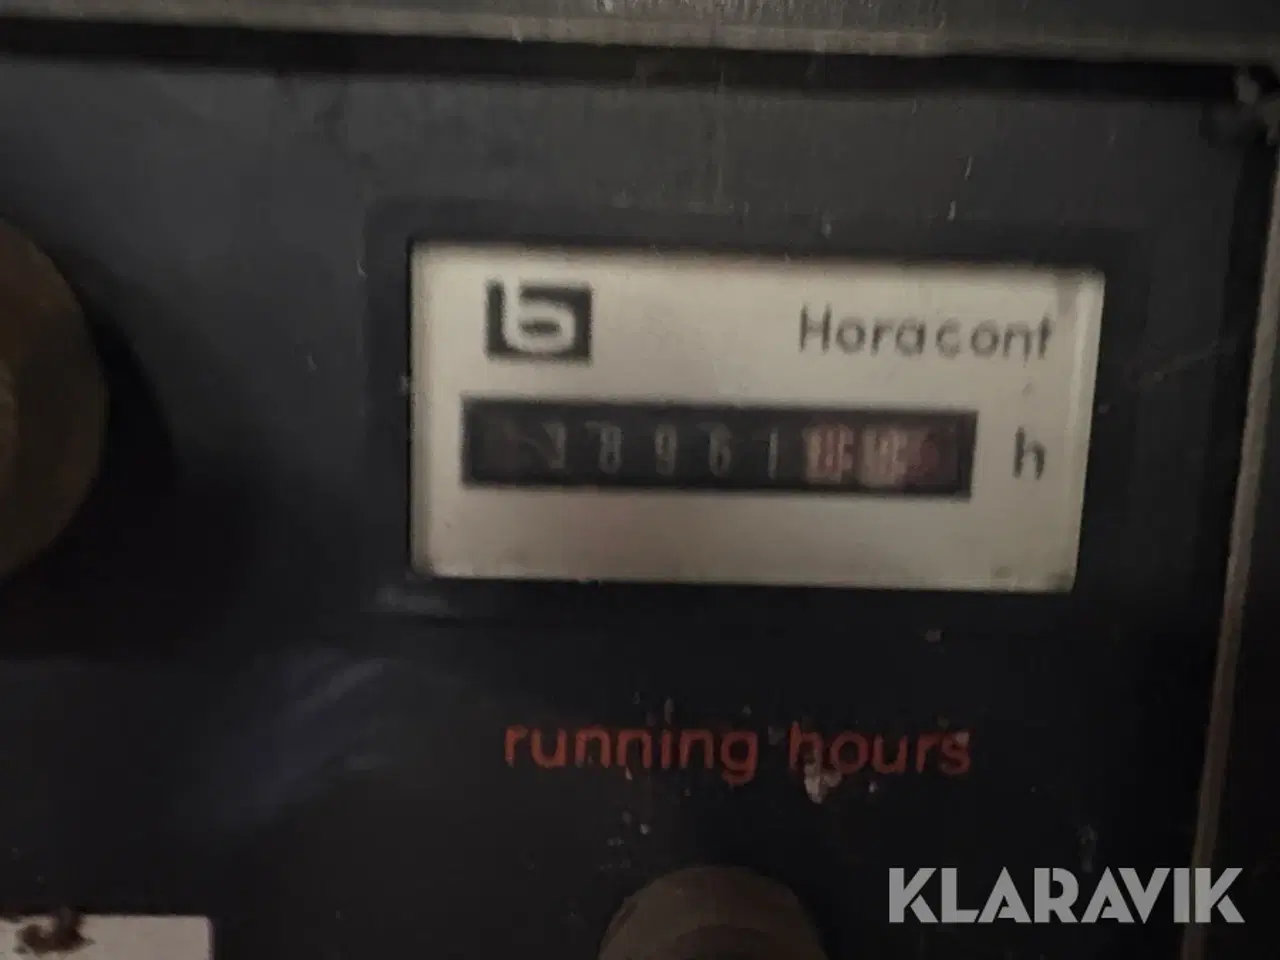 b
Horacont
38961
h
running hours
KLARAVIK